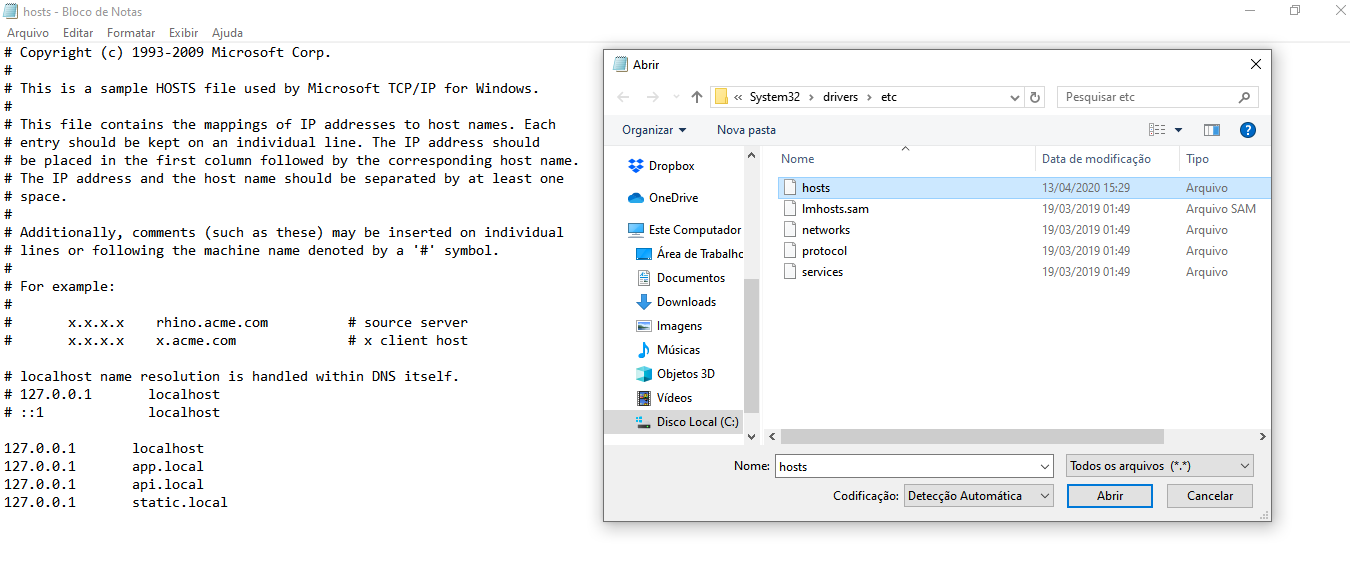 hosts - Bloco de Notas
Arquivo Editar Formatar Exibir Ajuda
# Copyright (c) 1993-2009 Microsoft Corp.
#
# This is a sample HOSTS file used by Microsoft TCP/IP for Windows.
#
# This file contains the mappings of IP addresses to host names. Each
# entry should be kept on an individual line. The IP address should
# be placed in the first column followed by the corresponding host name.
# The IP address and the host name should be separated by at least one
# space.
#
# Additionally, comments (such as these) may be inserted on individual
# lines or following the machine name denoted by a '#' symbol.
#
# For example:
#
# x.x.x.x rhino.acme.com # source server
# x.x.x.x x.acme.com # x client host
# localhost name resolution is handled within DNS itself.
# 127.0.0.1 localhost
# ::1 localhost
127.0.0.1 localhost
127.0.0.1 app.local
127.0.0.1 api.local
127.0.0.1 static.local
Abrir
« System32 › drivers › etc
Pesquisar etc
Organizar Nova pasta
Dropbox
OneDrive
Este Computador
Área de Trabalho
Documentos
Downloads
Imagens
Músicas
Objetos 3D
Vídeos
Disco Local (C:)
Nome Data de modificação Tipo
hosts 13/04/2020 15:29 Arquivo
lmhosts.sam 19/03/2019 01:49 Arquivo SAM
networks 19/03/2019 01:49 Arquivo
protocol 19/03/2019 01:49 Arquivo
services 19/03/2019 01:49 Arquivo
Nome: hosts Todos os arquivos (*.*)
Codificação: Detecção Automática Abrir Cancelar